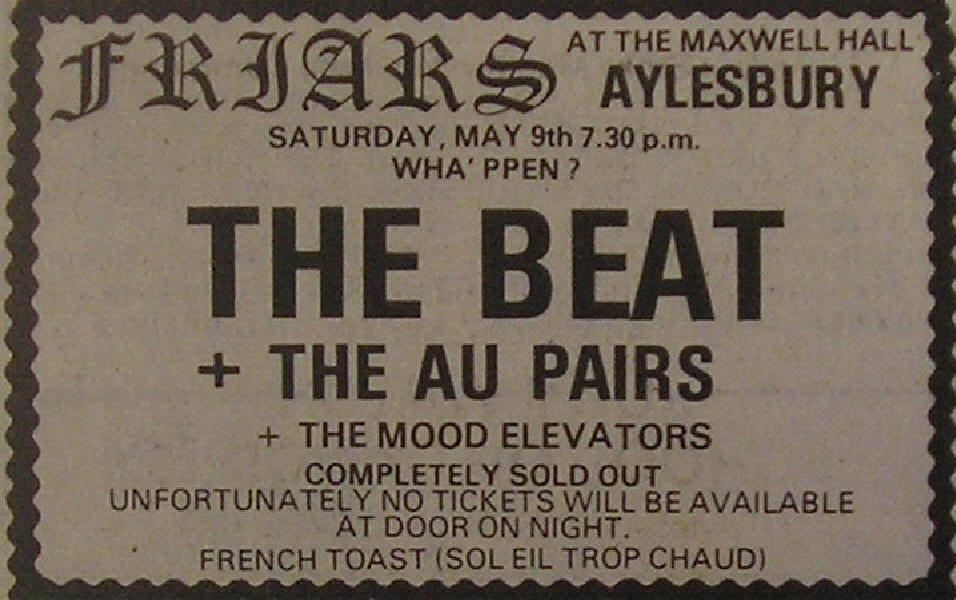 FRIARS AT THE MAXWELL HALL
AYLESBURY
SATURDAY, MAY 9th 7.30 p.m.
WHA' PPEN ?
THE BEAT
+ THE AU PAIRS
+ THE MOOD ELEVATORS
COMPLETELY SOLD OUT
UNFORTUNATELY NO TICKETS WILL BE AVAILABLE
AT DOOR ON NIGHT.
FRENCH TOAST (SOL EIL TROP CHAUD)